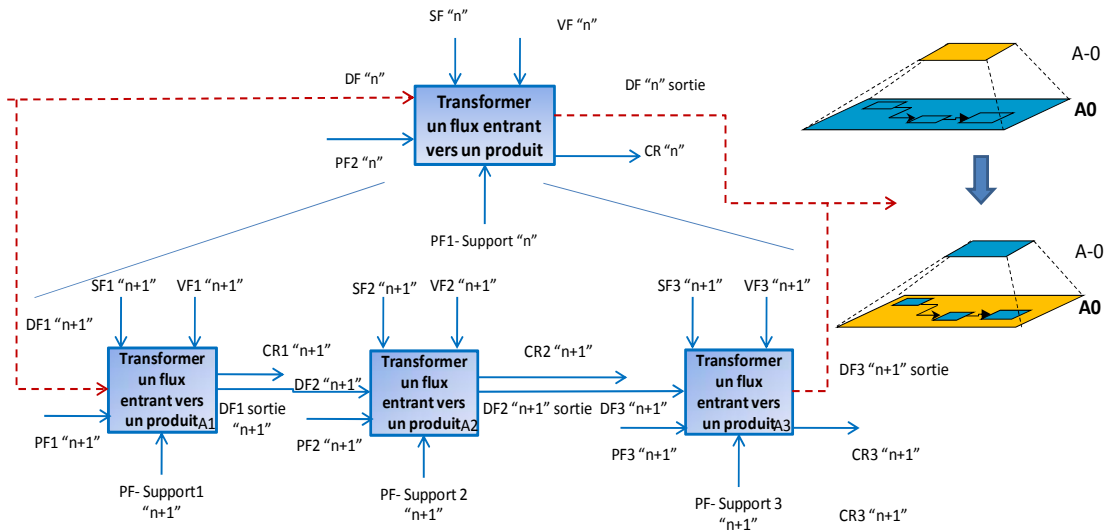 SF “n”
VF “n”
DF “n”
DF “n” sortie
Transformer
un flux entrant
vers un produit
PF2 “n”
CR “n”
PF1- Support “n”
A-0
A0
A-0
A0
SF1 “n+1”
VF1 “n+1”
SF2 “n+1”
VF2 “n+1”
SF3 “n+1”
VF3 “n+1”
DF1 “n+1”
Transformer
un flux
entrant vers
un produit A1
CR1 “n+1”
DF2 “n+1”
DF1 sortie
“n+1”
PF1 “n+1”
PF- Support1
“n+1”
Transformer
un flux
entrant vers
un produit A2
CR2 “n+1”
DF2 “n+1” sortie
DF3 “n+1”
PF2 “n+1”
PF- Support 2
“n+1”
Transformer
un flux
entrant vers
un produit A3
DF3 “n+1” sortie
PF3 “n+1”
CR3 “n+1”
PF- Support 3
“n+1”
CR3 “n+1”